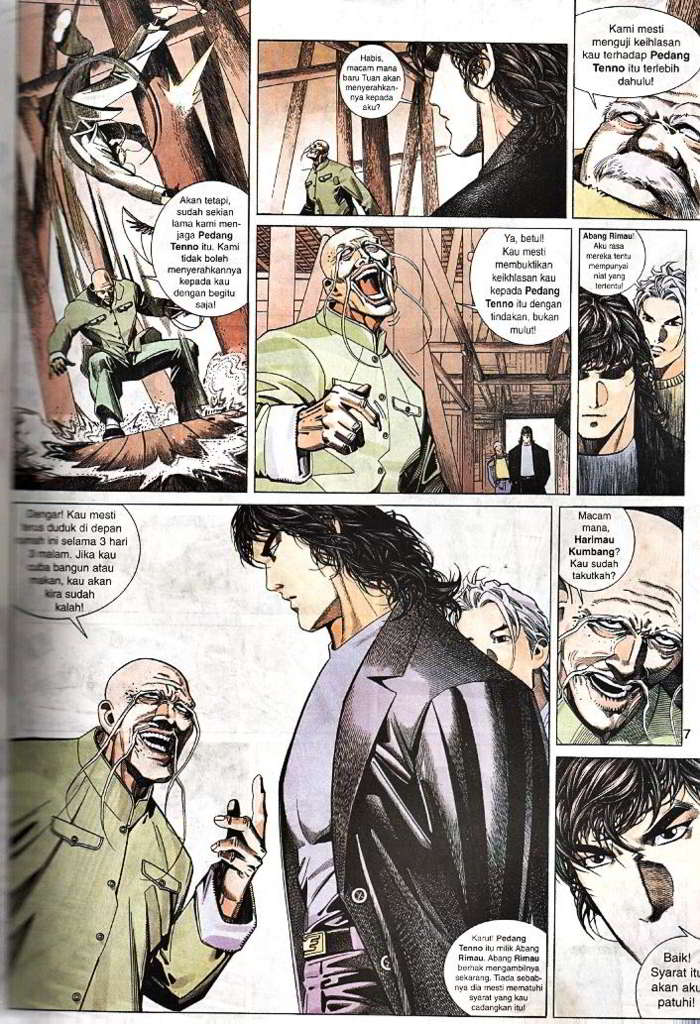 Akan tetapi,
sudah sekian
lama kami men-
jaga Pedang
Tenno itu. Kami
tidak boleh
menyerahkannya
kepada kau
dengan begitu
saja!
Habis,
macam mana
baru Tuan akan
menyerahkan-
nya kepada
aku?
Kami mesti
menguji keihlasan
kau terhadap Pedang
Tenno itu terlebih
dahulu!
Ya, betul!
Kau mesti
membuktikan
keikhlasan kau
kepada Pedang
Tenno itu dengan
tindakan, bukan
mulut!
Abang Rimau!
Aku rasa
mereka tentu
mempunyai
niat yang
tertentu!
Dengar! Kau mesti
terus duduk di depan
rumah ini selama 3 hari
3 malam. Jika kau
cuba bangun atau
makan, kau akan
kira sudah
kalah!
Karut! Pedang
Tenno itu milik Abang
Rimau. Abang Rimau
berhak mengambilnya
sekarang. Tiada sebab-
nya dia mesti mematuhi
syarat yang kau
cadangkan itu!
Macam
mana,
Harimau
Kumbang?
Kau sudah
takutkah?
7
Baik!
Syarat itu
akan aku
patuhi!